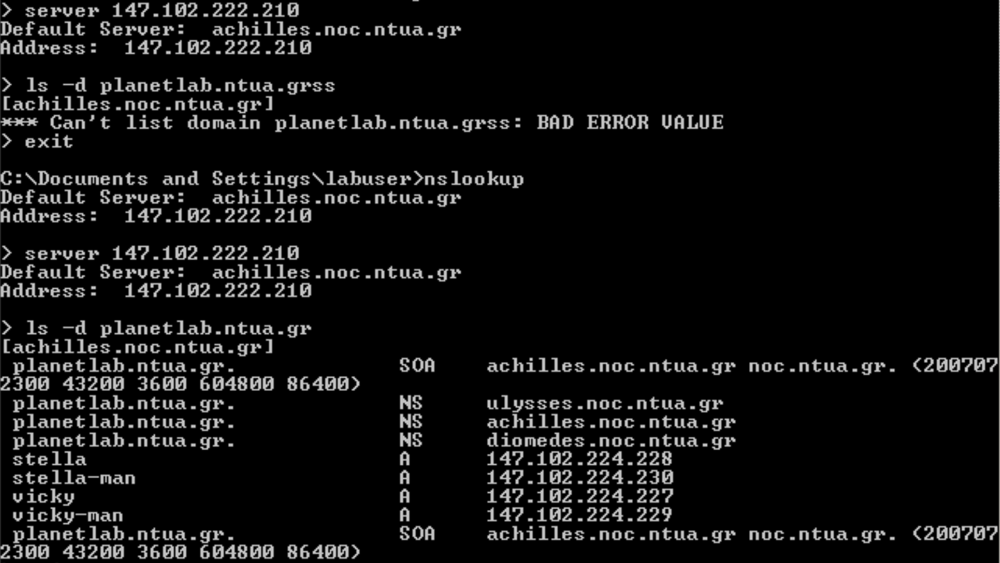 > server 147.102.222.210
Default Server:  achilles.noc.ntua.gr
Address:  147.102.222.210
> ls -d planetlab.ntua.grss
[achilles.noc.ntua.gr]
*** Can't list domain planetlab.ntua.grss: BAD ERROR VALUE
> exit
C:\Documents and Settings\labuser>nslookup
Default Server:  achilles.noc.ntua.gr
Address:  147.102.222.210
> server 147.102.222.210
Default Server:  achilles.noc.ntua.gr
Address:  147.102.222.210
> ls -d planetlab.ntua.gr
[achilles.noc.ntua.gr]
planetlab.ntua.gr. SOA achilles.noc.ntua.gr noc.ntua.gr. (200707
2300 43200 3600 604800 86400)
planetlab.ntua.gr. NS ulysses.noc.ntua.gr
planetlab.ntua.gr. NS achilles.noc.ntua.gr
planetlab.ntua.gr. NS diomedes.noc.ntua.gr
stella A 147.102.224.228
stella-man A 147.102.224.230
vicky A 147.102.224.227
vicky-man A 147.102.224.229
planetlab.ntua.gr. SOA achilles.noc.ntua.gr noc.ntua.gr. (200707
2300 43200 3600 604800 86400)